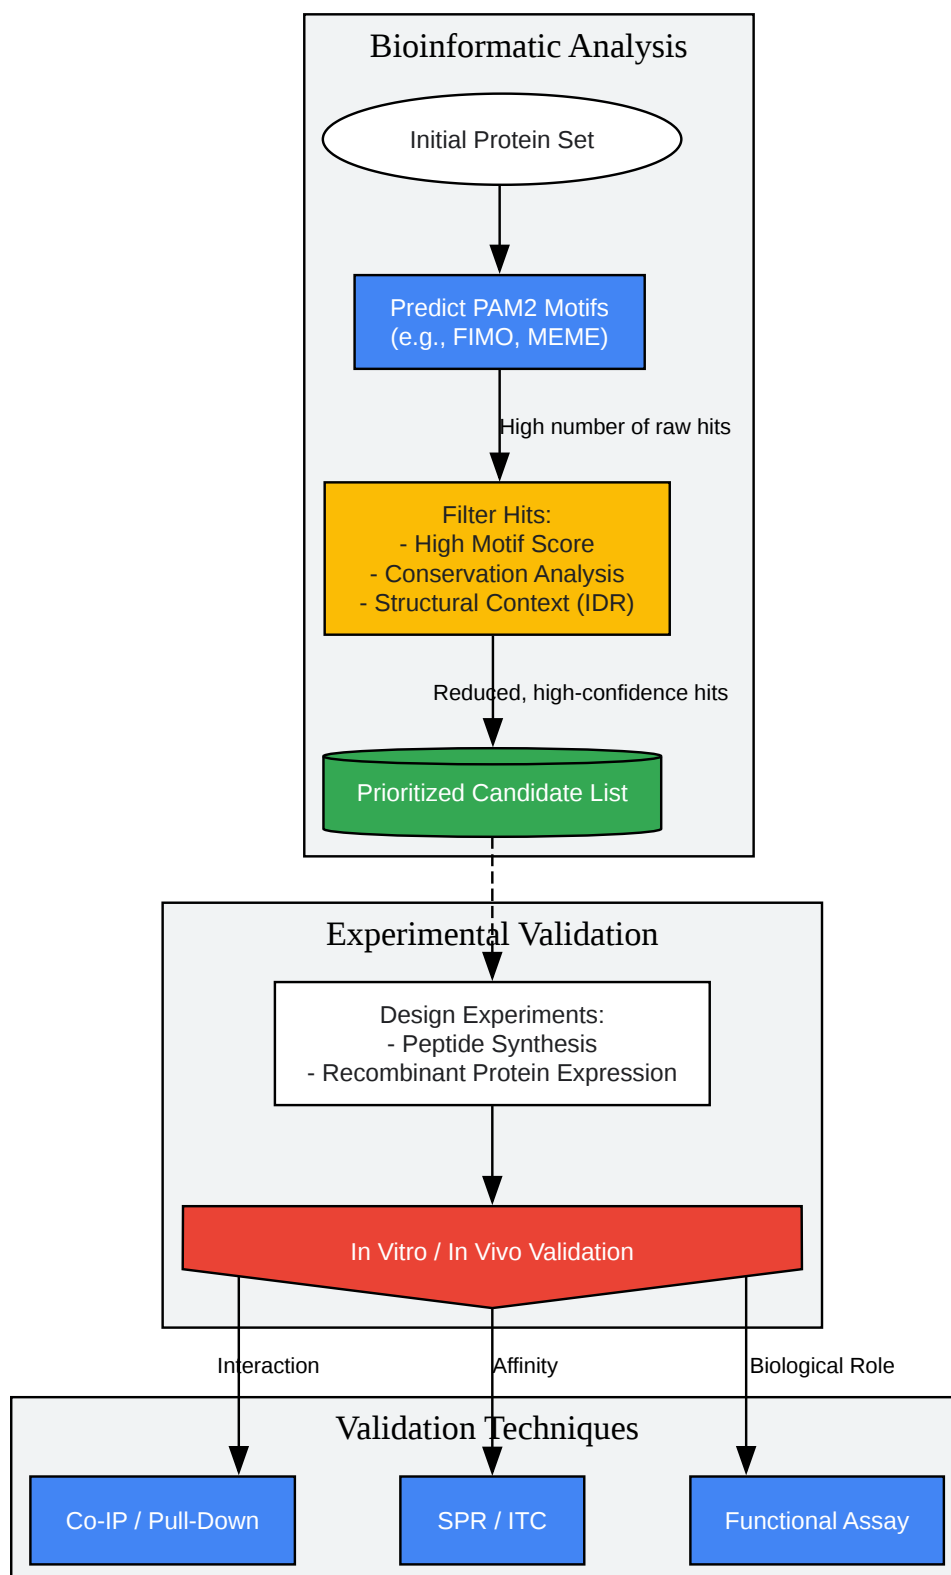 Bioinformatic Analysis
Initial Protein Set
Predict PAM2 Motifs
(e.g., FIMO, MEME)
High number of raw hits
Filter Hits:
- High Motif Score
- Conservation Analysis
- Structural Context (IDR)
Reduced, high-confidence hits
Prioritized Candidate List
Experimental Validation
Design Experiments:
- Peptide Synthesis
- Recombinant Protein Expression
In Vitro / In Vivo Validation
Interaction
Affinity
Biological Role
Validation Techniques
Co-IP / Pull-Down
SPR / ITC
Functional Assay